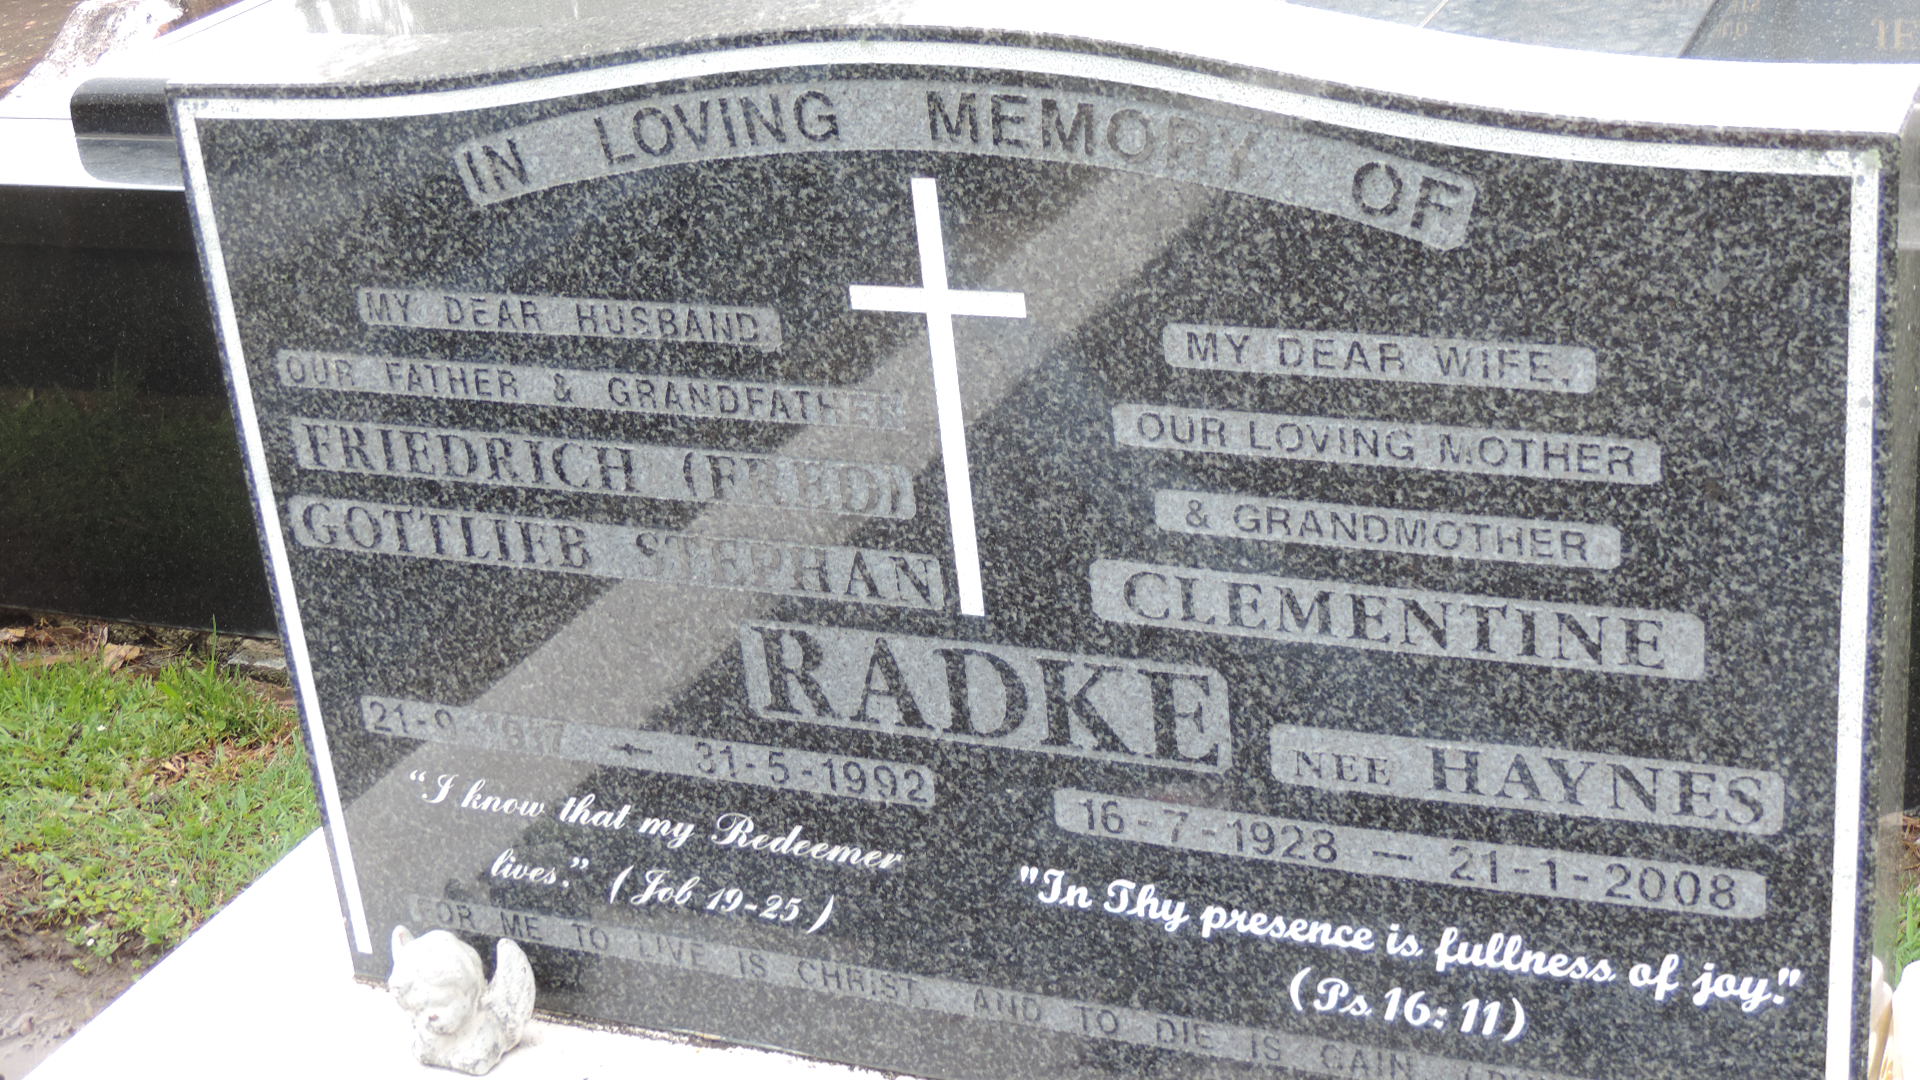 IN LOVING MEMORY OF
MY DEAR HUSBAND
OUR FATHER & GRANDFATHER
FRIEDRICH (FRED)
GOTTLIEB STEPHAN
RADKE
31-5-1992
"I know that my Redeemer
lives." (Job 19-25)
MY DEAR WIFE,
OUR LOVING MOTHER
& GRANDMOTHER
CLEMENTINE
NEE HAYNES
16-7-1928 — 21-1-2008
"In Thy presence is fullness of joy."
(Ps 16:11)
FOR ME TO LIVE IS CHRIST, AND TO DIE IS GAIN